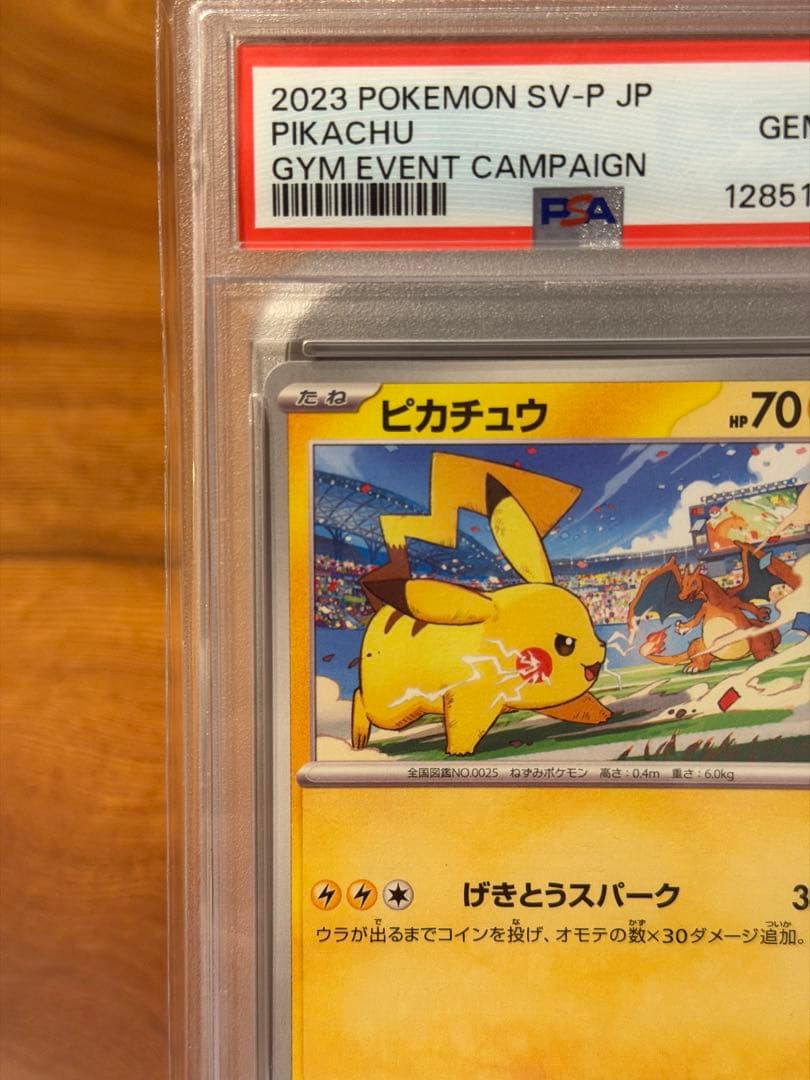 2023 POKEMON SV-P JP
PIKACHU
GEM
GYM EVENT CAMPAIGN
12851
PSA
たね
ピカチュウ
HP70
全国図鑑NO.0025 ねずみポケモン 高さ:0.4m 重さ:6.0kg
げきとうスパーク
3
ウラが出るまでコインを投げ、オモテの数×30ダメージ追加。